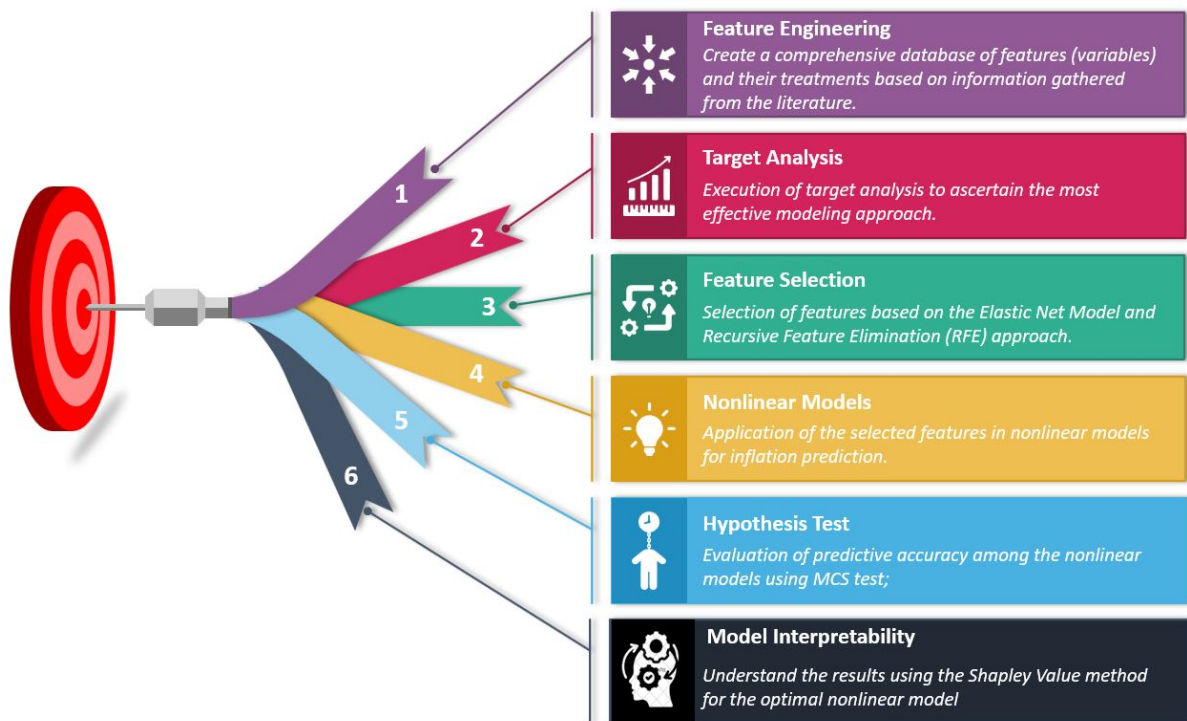 1
Feature Engineering
Create a comprehensive database of features (variables)
and their treatments based on information gathered
from the literature.
2
Target Analysis
Execution of target analysis to ascertain the most
effective modeling approach.
3
Feature Selection
Selection of features based on the Elastic Net Model and
Recursive Feature Elimination (RFE) approach.
4
Nonlinear Models
Application of the selected features in nonlinear models
for inflation prediction.
5
Hypothesis Test
Evaluation of predictive accuracy among the nonlinear
models using MCS test;
6
Model Interpretability
Understand the results using the Shapley Value method
for the optimal nonlinear model